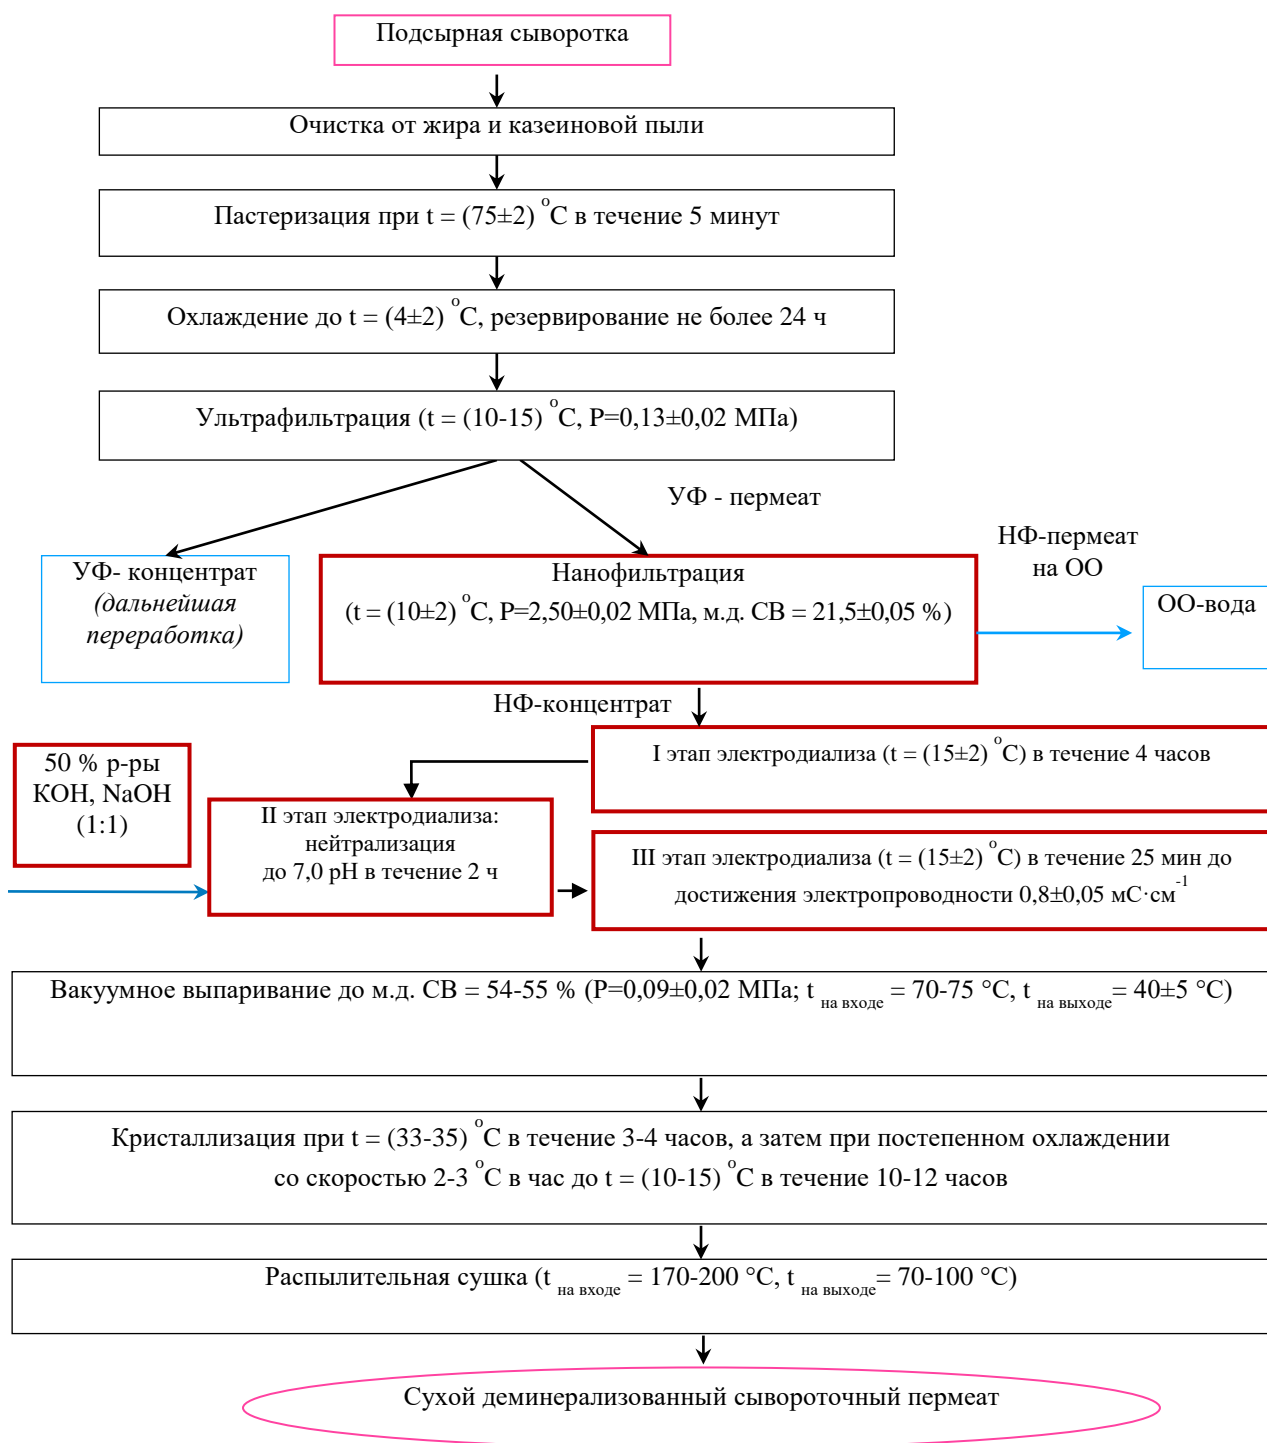 Подсырная сыворотка
Очистка от жира и казеиновой пыли
Пастеризация при t = (75±2) °С в течение 5 минут
Охлаждение до t = (4±2) °С, резервирование не более 24 ч
Ультрафильтрация (t = (10-15) °С, Р=0,13±0,02 МПа)
УФ - пермеат
НФ-пермеат
на ОО
УФ- концентрат
(дальнейшая
переработка)
Нанофильтрация
(t = (10±2) °С, Р=2,50±0,02 МПа, м.д. СВ = 21,5±0,05 %)
ОО-вода
НФ-концентрат
I этап электродиализа (t = (15±2) °С) в течение 4 часов
50 % р-ры
КОН, NaOH
(1:1)
II этап электродиализа:
нейтрализация
до 7,0 рН в течение 2 ч
III этап электродиализа (t = (15±2) °С) в течение 25 мин до
достижения электропроводности 0,8±0,05 мС·см⁻¹
Вакуумное выпаривание до м.д. СВ = 54-55 % (Р=0,09±0,02 МПа; t на входе = 70-75 °С, t на выходе= 40±5 °С)
Кристаллизация при t = (33-35) °С в течение 3-4 часов, а затем при постепенном охлаждении
со скоростью 2-3 °С в час до t = (10-15) °С в течение 10-12 часов
Распылительная сушка (t на входе = 170-200 °С, t на выходе= 70-100 °С)
Сухой деминерализованный сывороточный пермеат